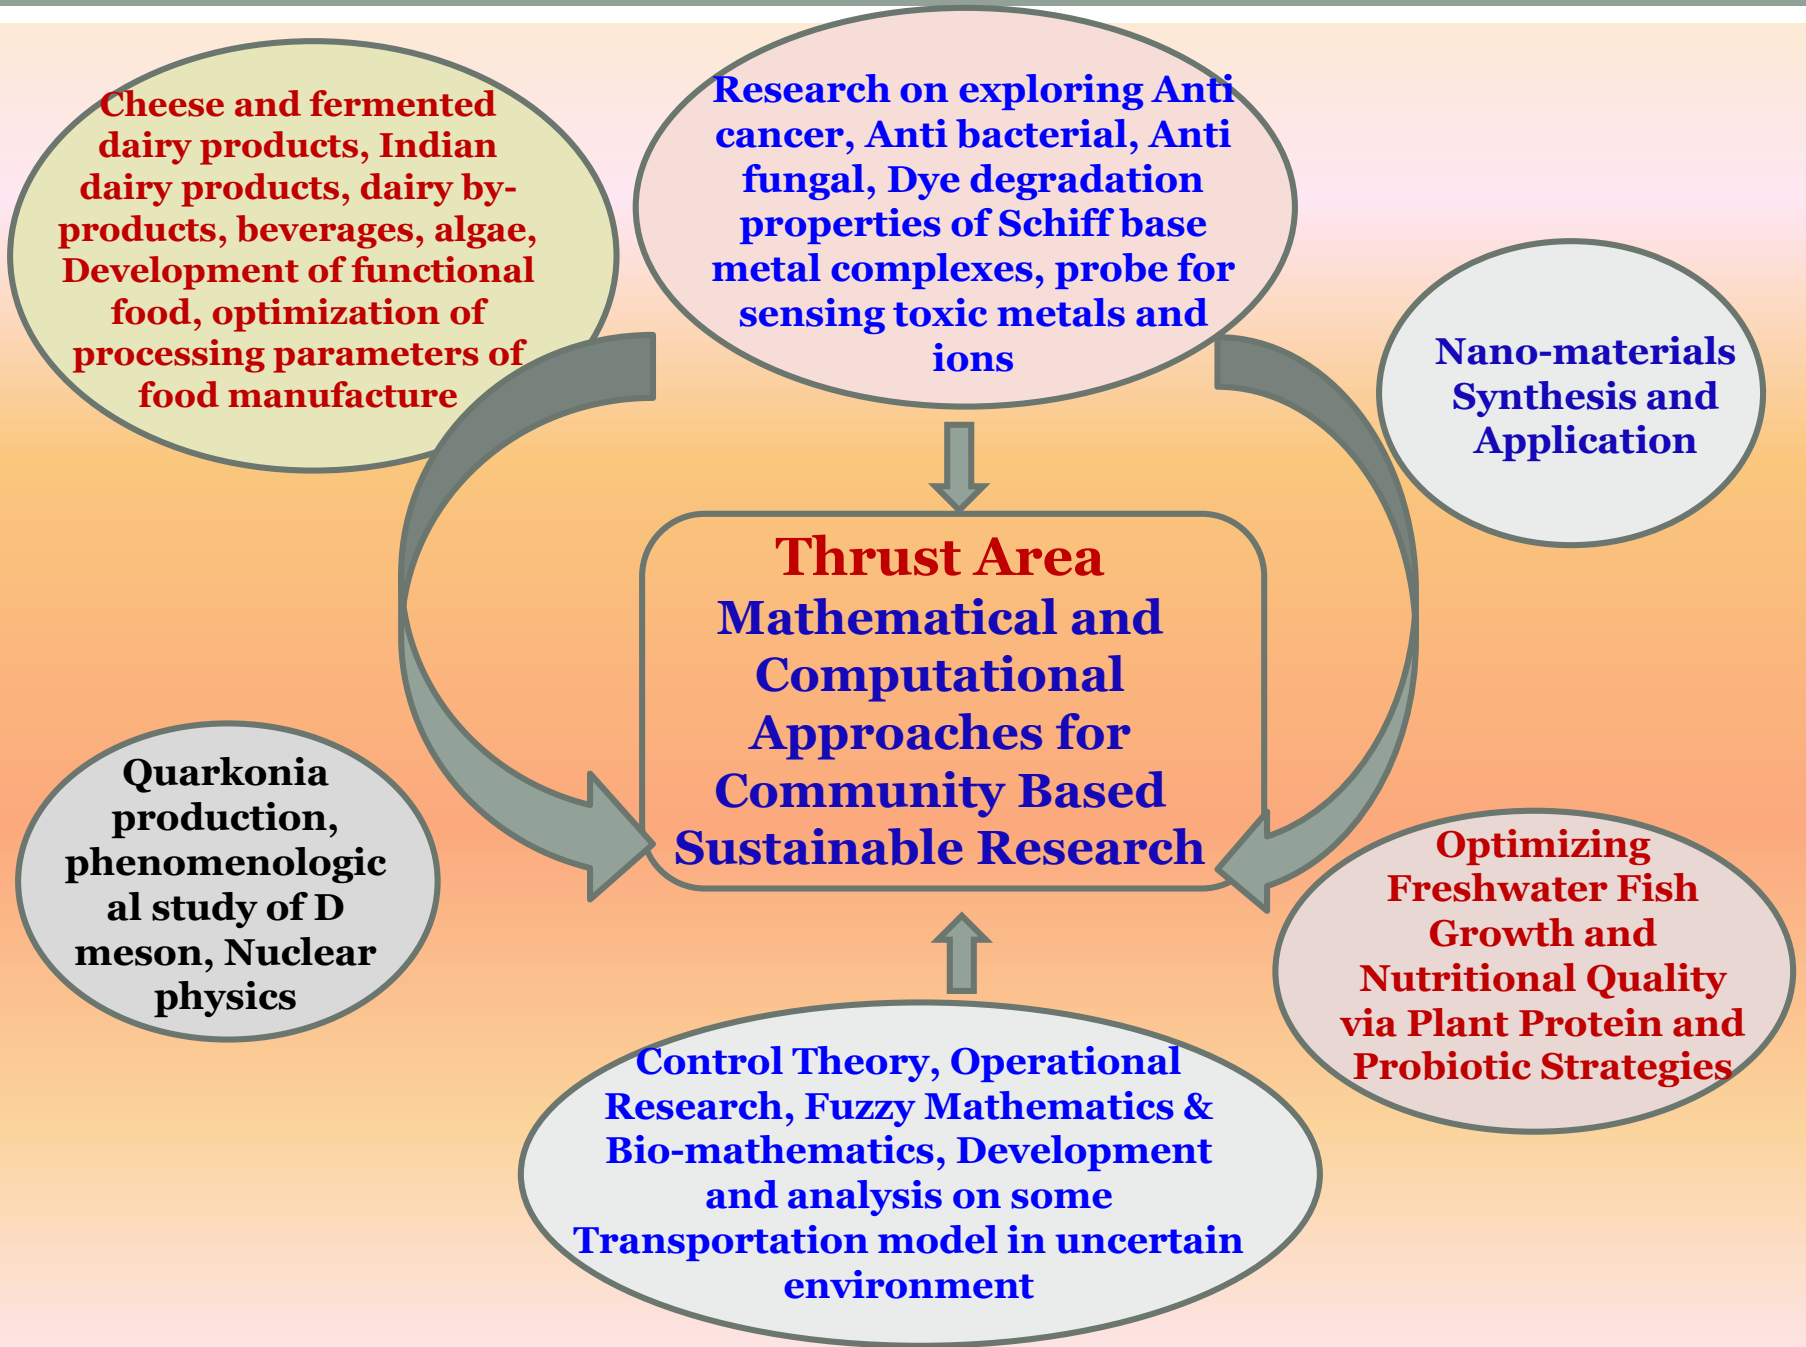 Cheese and fermented
dairy products, Indian
dairy products, dairy by-
products, beverages, algae,
Development of functional
food, optimization of
processing parameters of
food manufacture
Research on exploring Anti
cancer, Anti bacterial, Anti
fungal, Dye degradation
properties of Schiff base
metal complexes, probe for
sensing toxic metals and
ions
Nano-materials
Synthesis and
Application
Thrust Area
Mathematical and
Computational
Approaches for
Community Based
Sustainable Research
Quarkonia
production,
phenomenologic
al study of D
meson, Nuclear
physics
Optimizing
Freshwater Fish
Growth and
Nutritional Quality
via Plant Protein and
Probiotic Strategies
Control Theory, Operational
Research, Fuzzy Mathematics &
Bio-mathematics, Development
and analysis on some
Transportation model in uncertain
environment